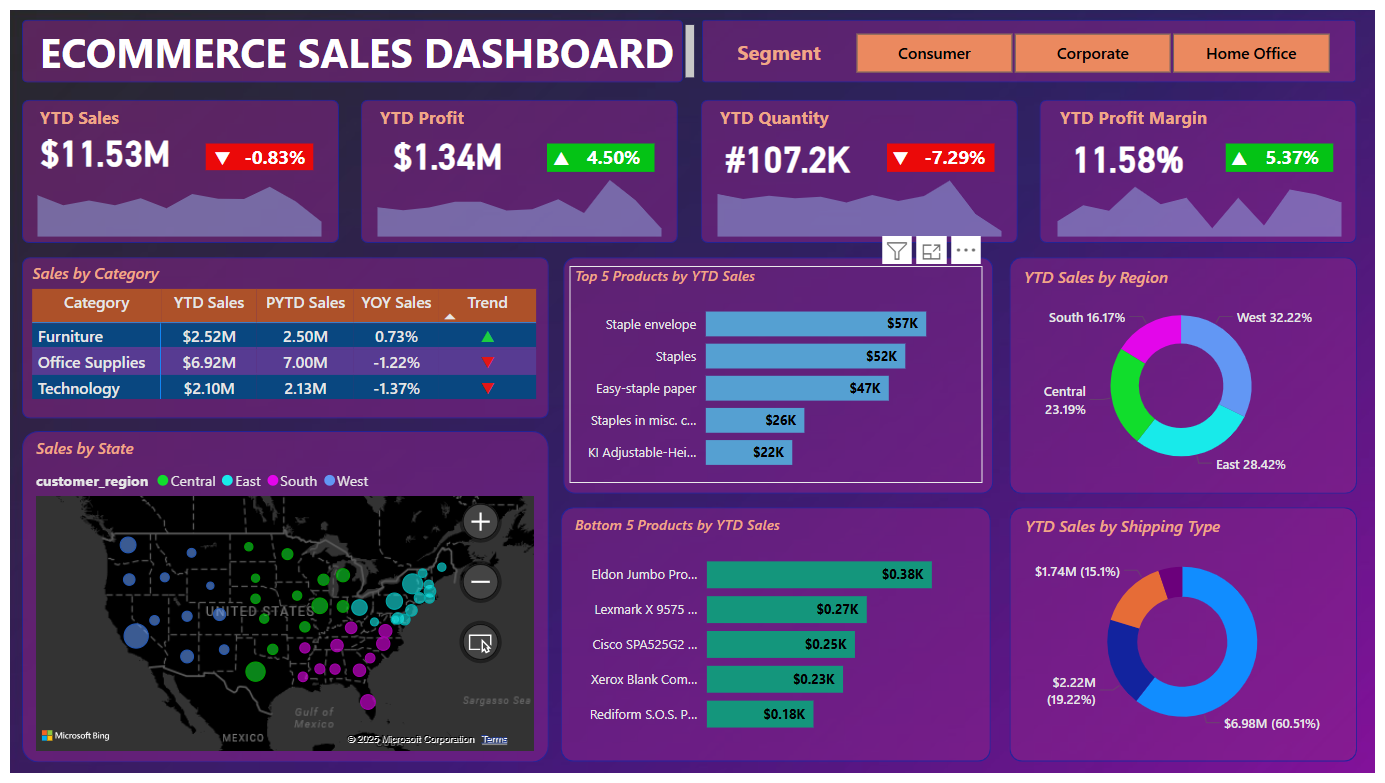 ECOMMERCE SALES DASHBOARD
Segment
Consumer
Corporate
Home Office
YTD Sales
$11.53M
-0.83%
YTD Profit
$1.34M
4.50%
YTD Quantity
#107.2K
-7.29%
YTD Profit Margin
11.58%
5.37%
Sales by Category
Category YTD Sales PYTD Sales YOY Sales Trend
Furniture $2.52M 2.50M 0.73%
Office Supplies $6.92M 7.00M -1.22%
Technology $2.10M 2.13M -1.37%
Top 5 Products by YTD Sales
Staple envelope $57K
Staples $52K
Easy-staple paper $47K
Staples in misc. c... $26K
KI Adjustable-Hei... $22K
YTD Sales by Region
South 16.17%
West 32.22%
Central
23.19%
East 28.42%
Sales by State
customer_region Central East South West
UNITED STATES
Gulf of
Mexico
MEXICO
Sargasso Sea
Microsoft Bing
© 2025 Microsoft Corporation Terms
Bottom 5 Products by YTD Sales
Eldon Jumbo Pro... $0.38K
Lexmark X 9575 ... $0.27K
Cisco SPA525G2 ... $0.25K
Xerox Blank Com... $0.23K
Rediform S.O.S. P... $0.18K
YTD Sales by Shipping Type
$1.74M (15.1%)
$2.22M
(19.22%)
$6.98M (60.51%)